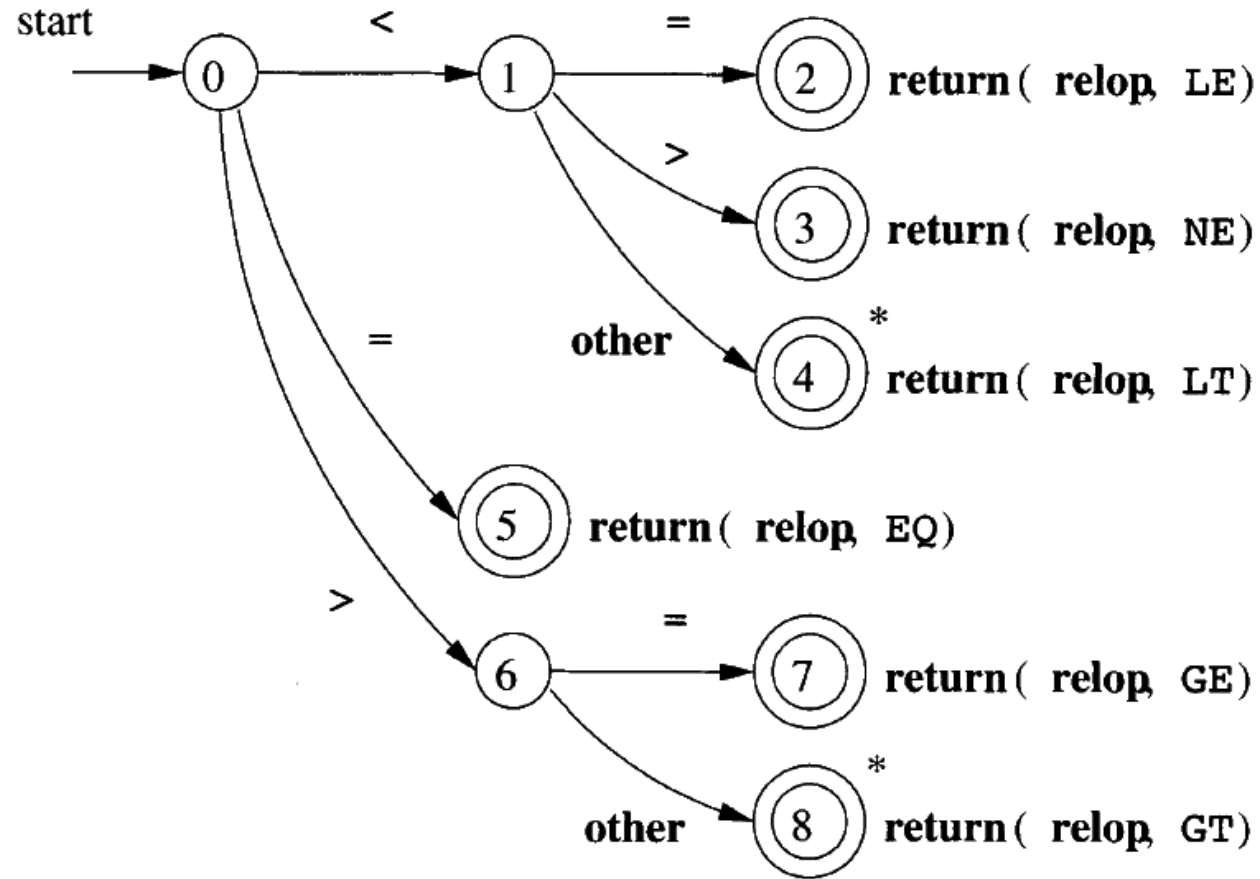 start < =
0 1 2 return( relop, LE)
>
3 return( relop, NE)
*
= other 4 return( relop, LT)
5 return( relop, EQ)
> =
6 7 return( relop, GE)
*
other 8 return( relop, GT)